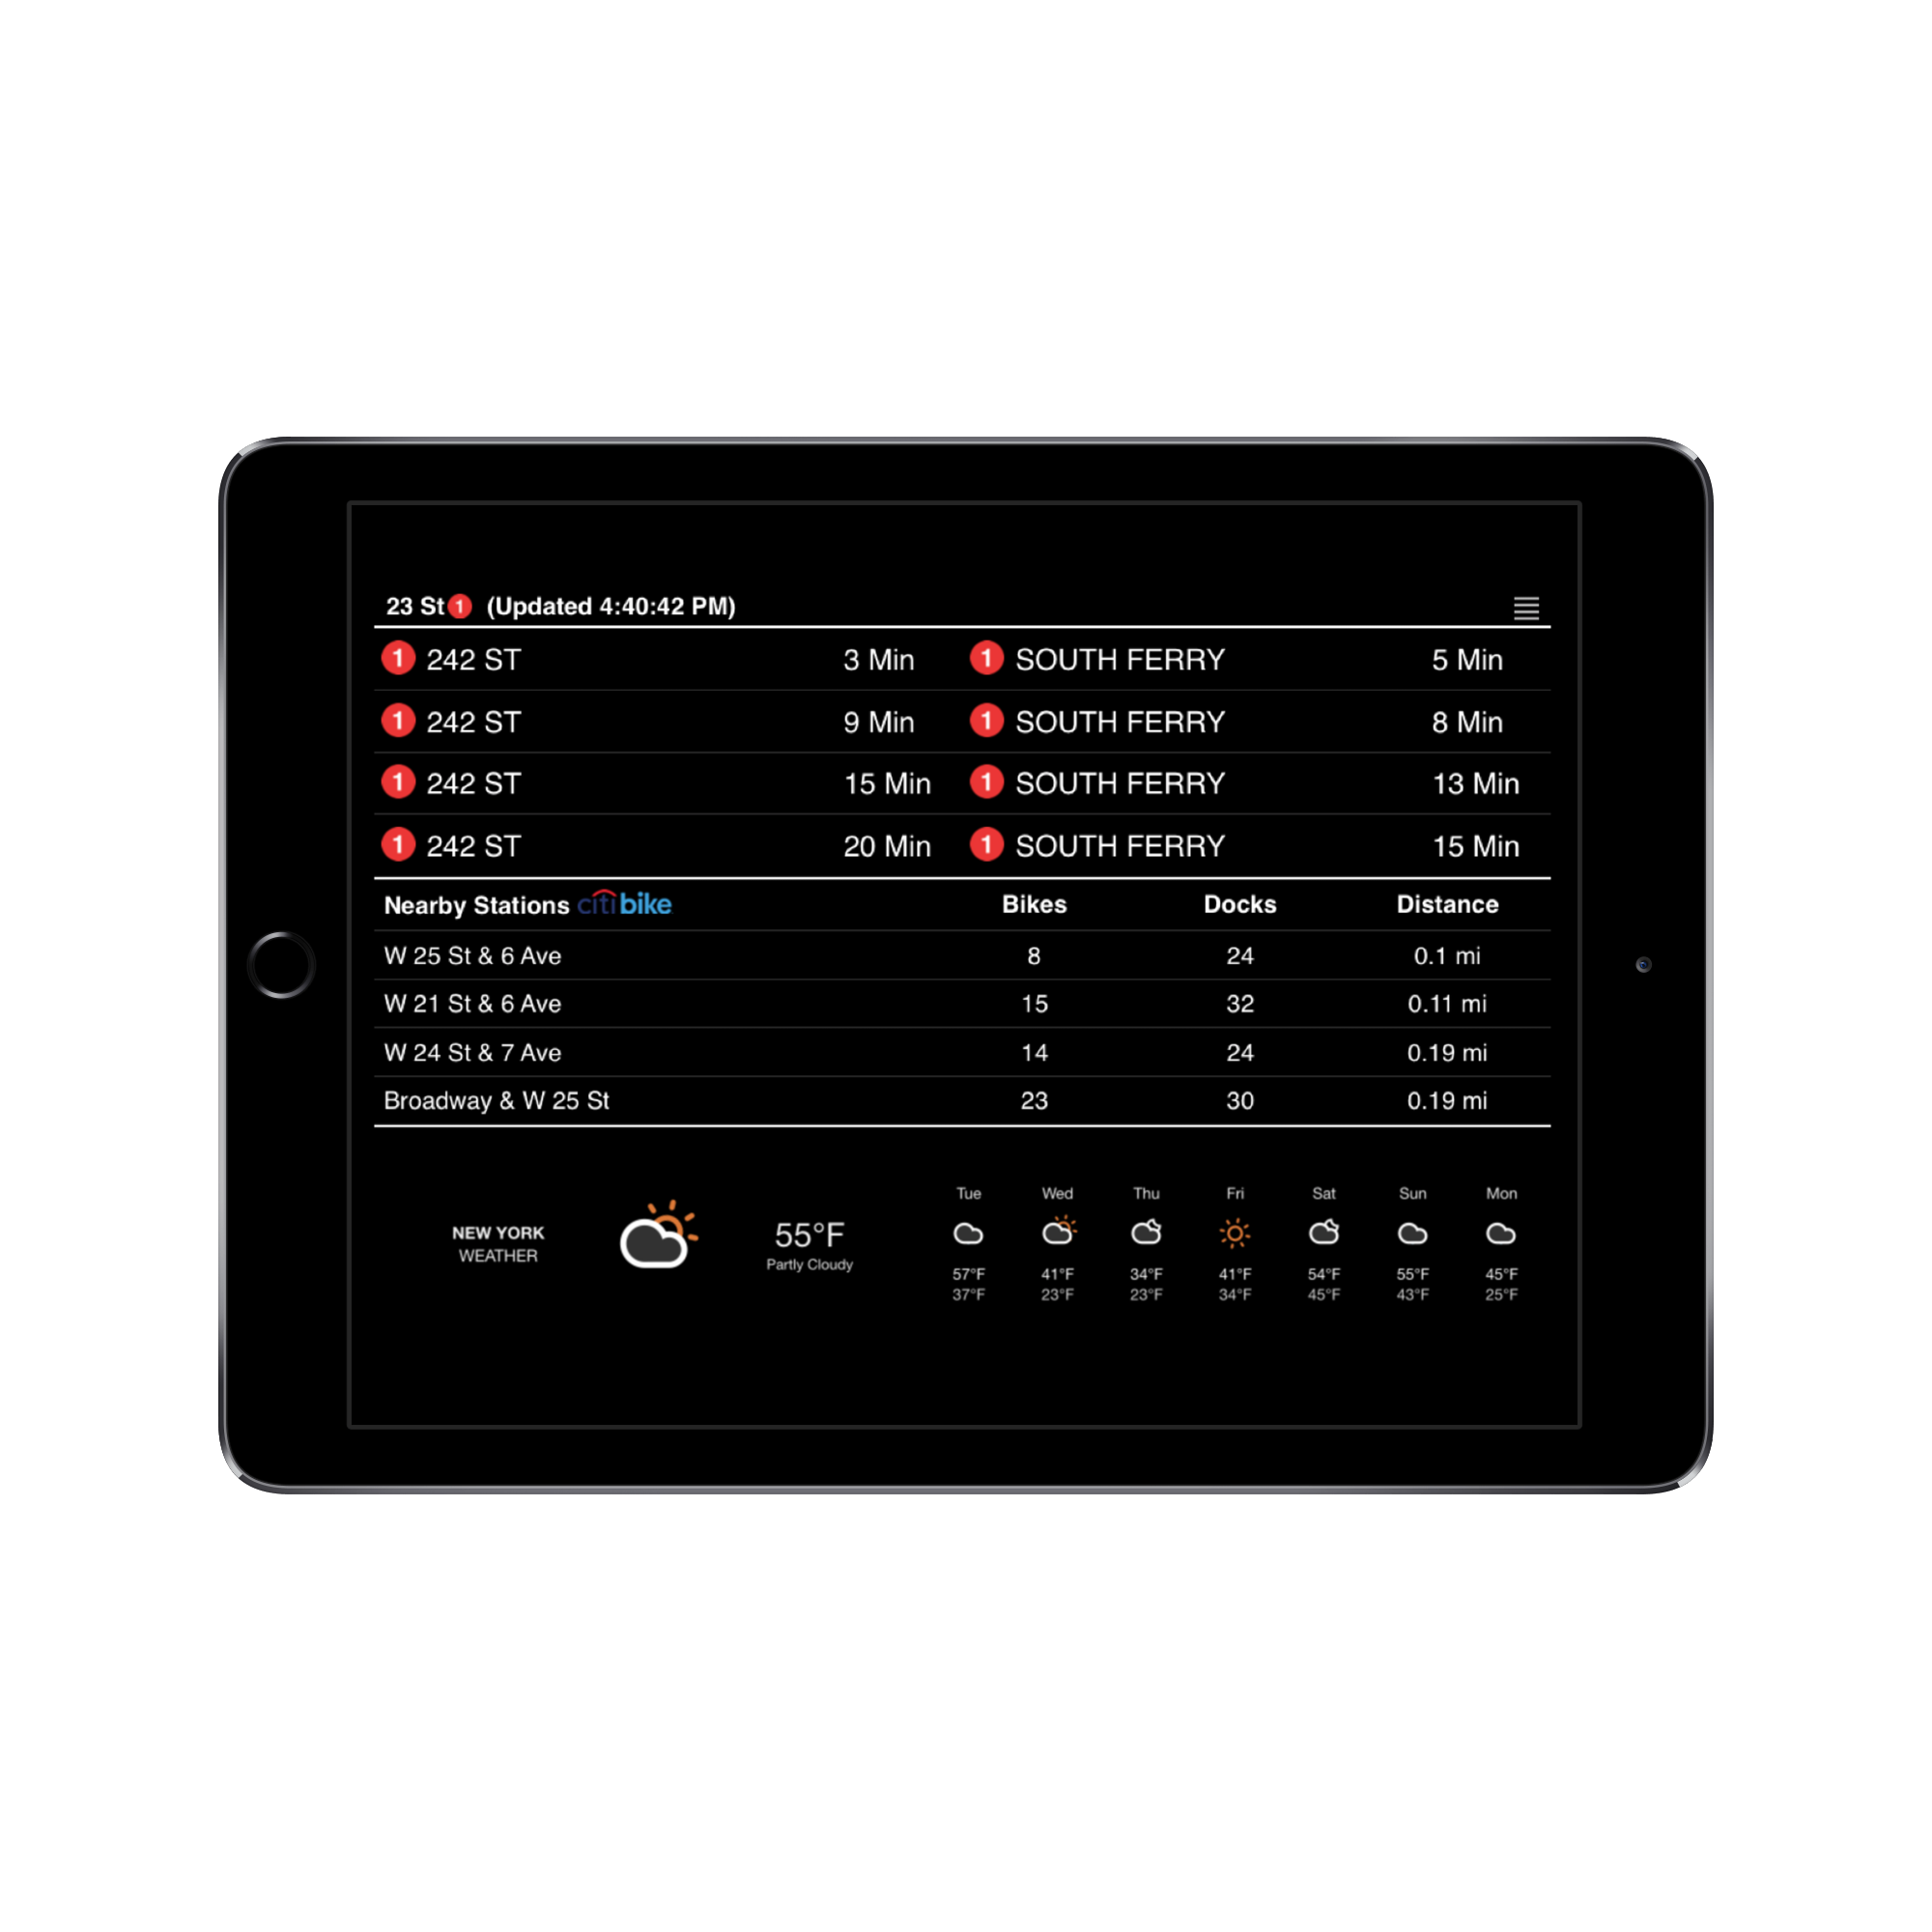 23 St 1 (Updated 4:40:42 PM)
1 242 ST 3 Min 1 SOUTH FERRY 5 Min
1 242 ST 9 Min 1 SOUTH FERRY 8 Min
1 242 ST 15 Min 1 SOUTH FERRY 13 Min
1 242 ST 20 Min 1 SOUTH FERRY 15 Min
Nearby Stations citibike Bikes Docks Distance
W 25 St & 6 Ave 8 24 0.1 mi
W 21 St & 6 Ave 15 32 0.11 mi
W 24 St & 7 Ave 14 24 0.19 mi
Broadway & W 25 St 23 30 0.19 mi
NEW YORK
WEATHER
55°F
Partly Cloudy
Tue Wed Thu Fri Sat Sun Mon
57°F 41°F 34°F 41°F 54°F 55°F 45°F
37°F 23°F 23°F 34°F 45°F 43°F 25°F